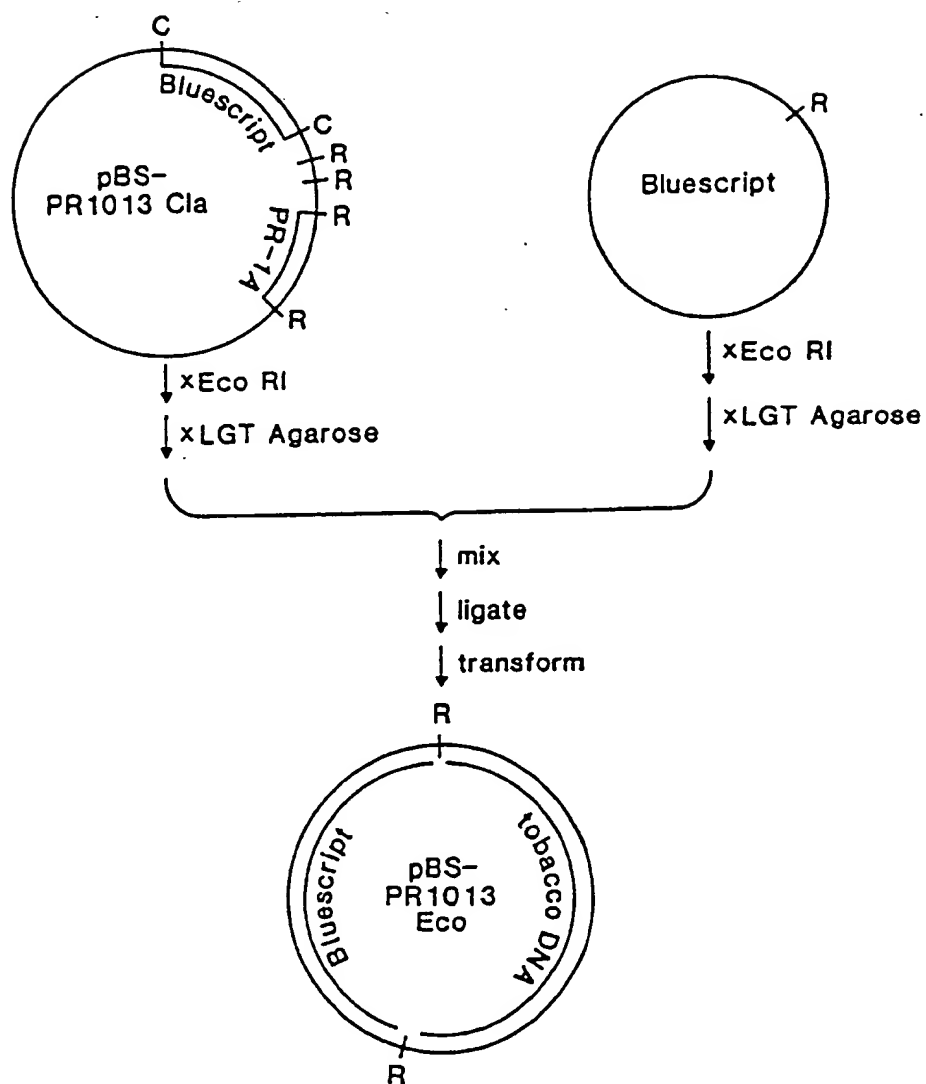 C
Bluescript
C
R
R
R
pBS-
PR1013 Cla
PR-1A
R
R
Bluescript
xEco RI
xLGT Agarose
xEco RI
xLGT Agarose
mix
ligate
transform
R
Bluescript
pBS-
PR1013
Eco
tobacco DNA
R